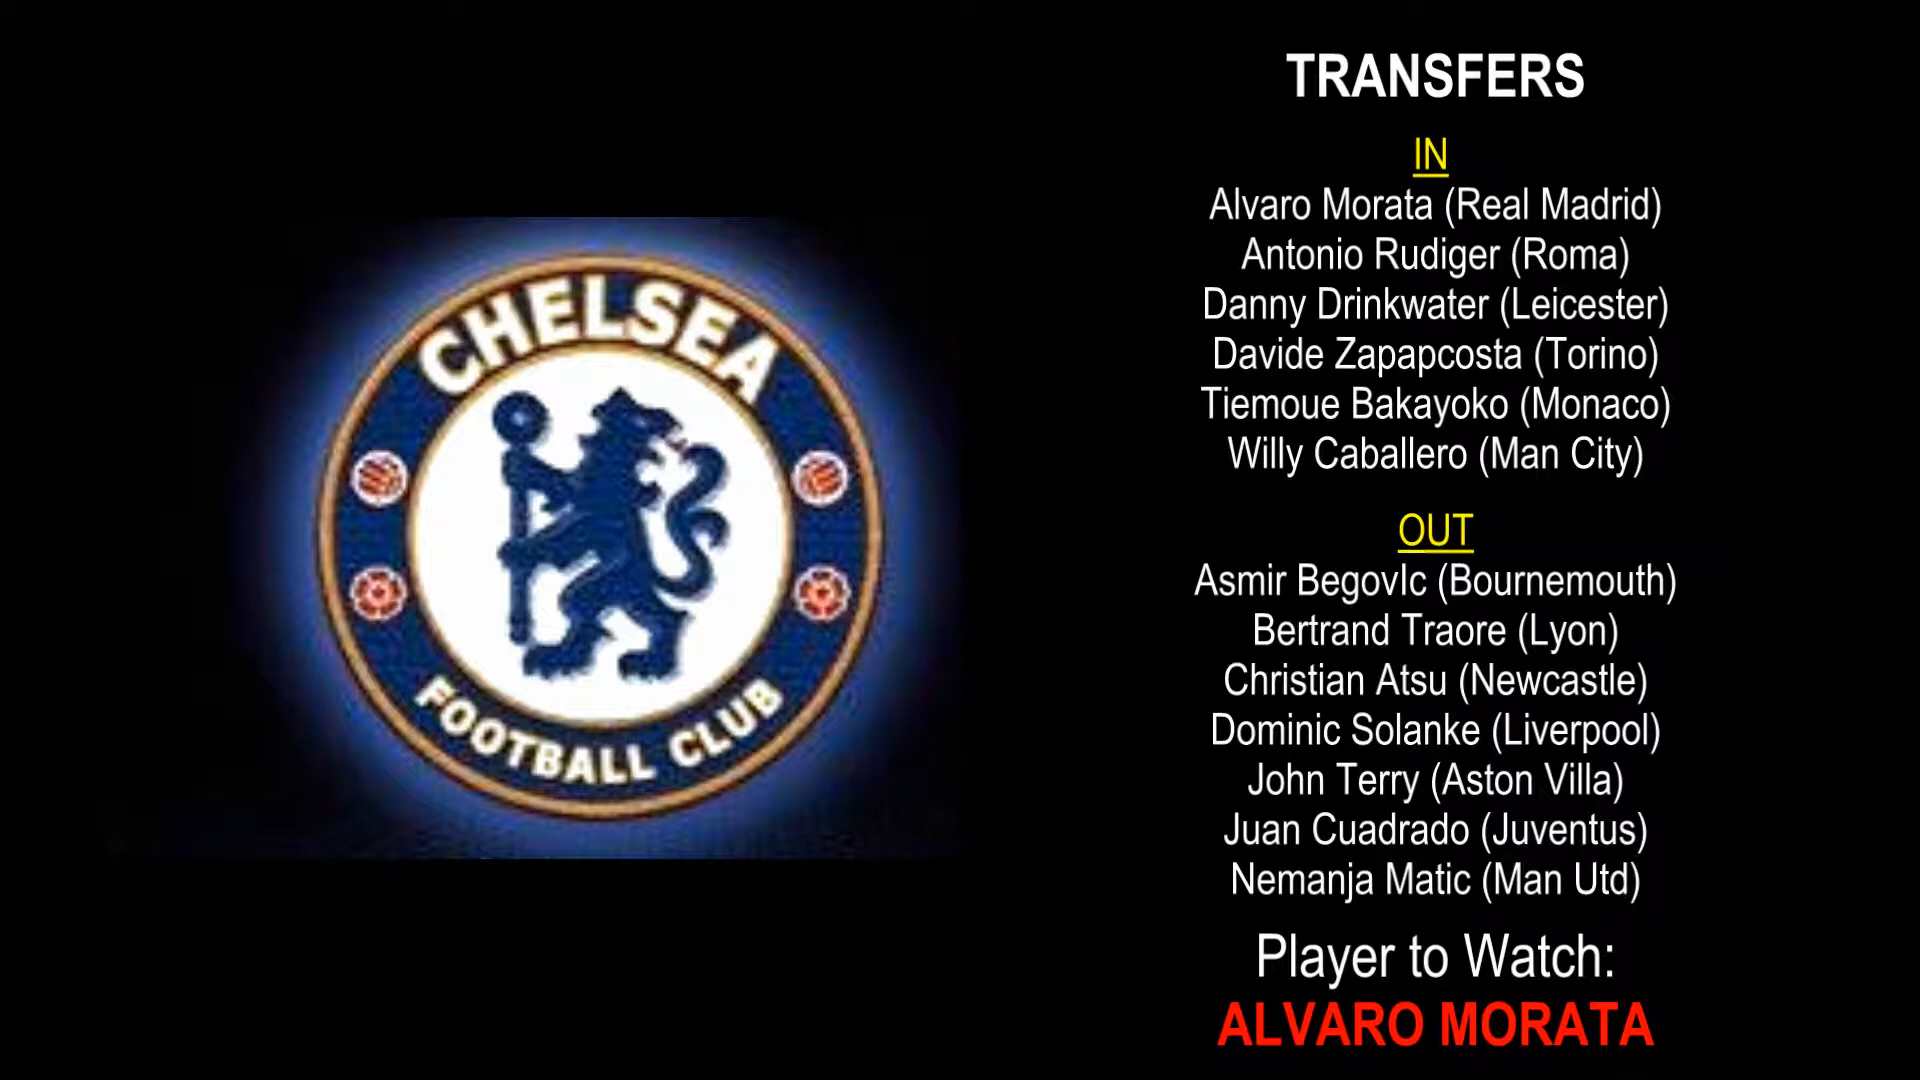 CHELSEA
FOOTBALL CLUB
TRANSFERS
IN
Alvaro Morata (Real Madrid)
Antonio Rudiger (Roma)
Danny Drinkwater (Leicester)
Davide Zapapcosta (Torino)
Tiemoue Bakayoko (Monaco)
Willy Caballero (Man City)
OUT
Asmir BegovIc (Bournemouth)
Bertrand Traore (Lyon)
Christian Atsu (Newcastle)
Dominic Solanke (Liverpool)
John Terry (Aston Villa)
Juan Cuadrado (Juventus)
Nemanja Matic (Man Utd)
Player to Watch:
ALVARO MORATA